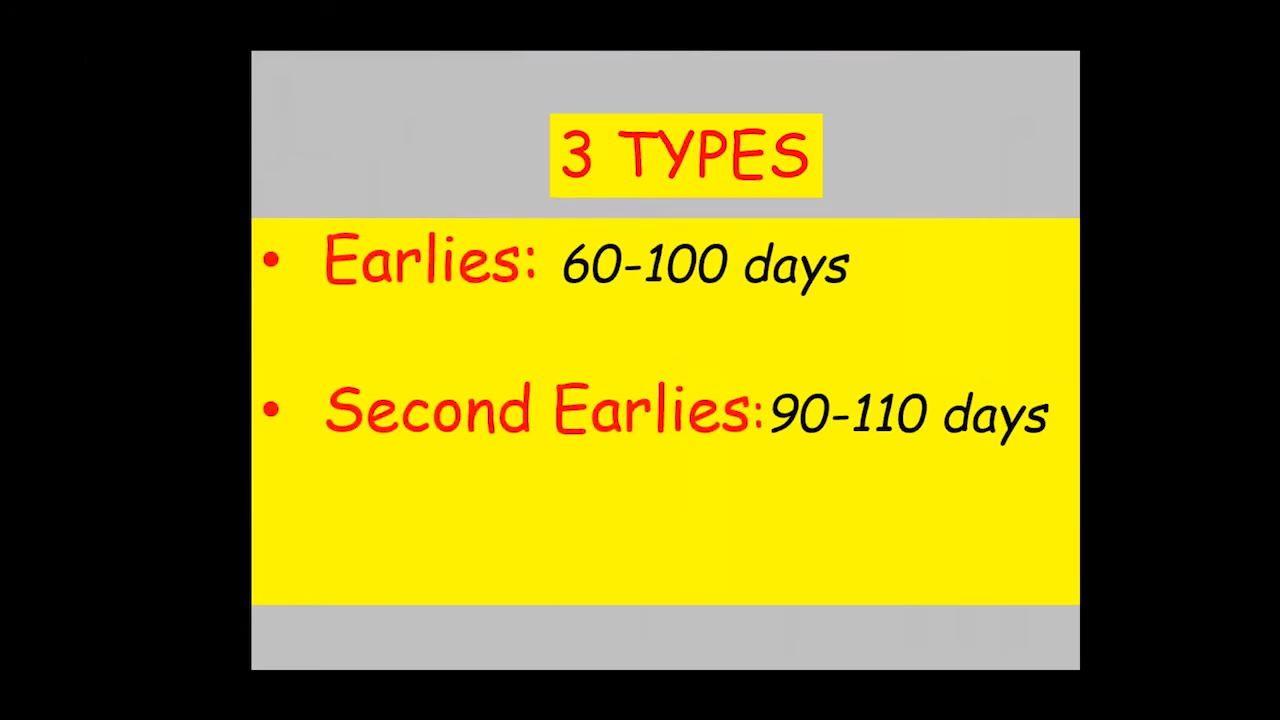 3 TYPES
• Earlies: 60-100 days
• Second Earlies: 90-110 days